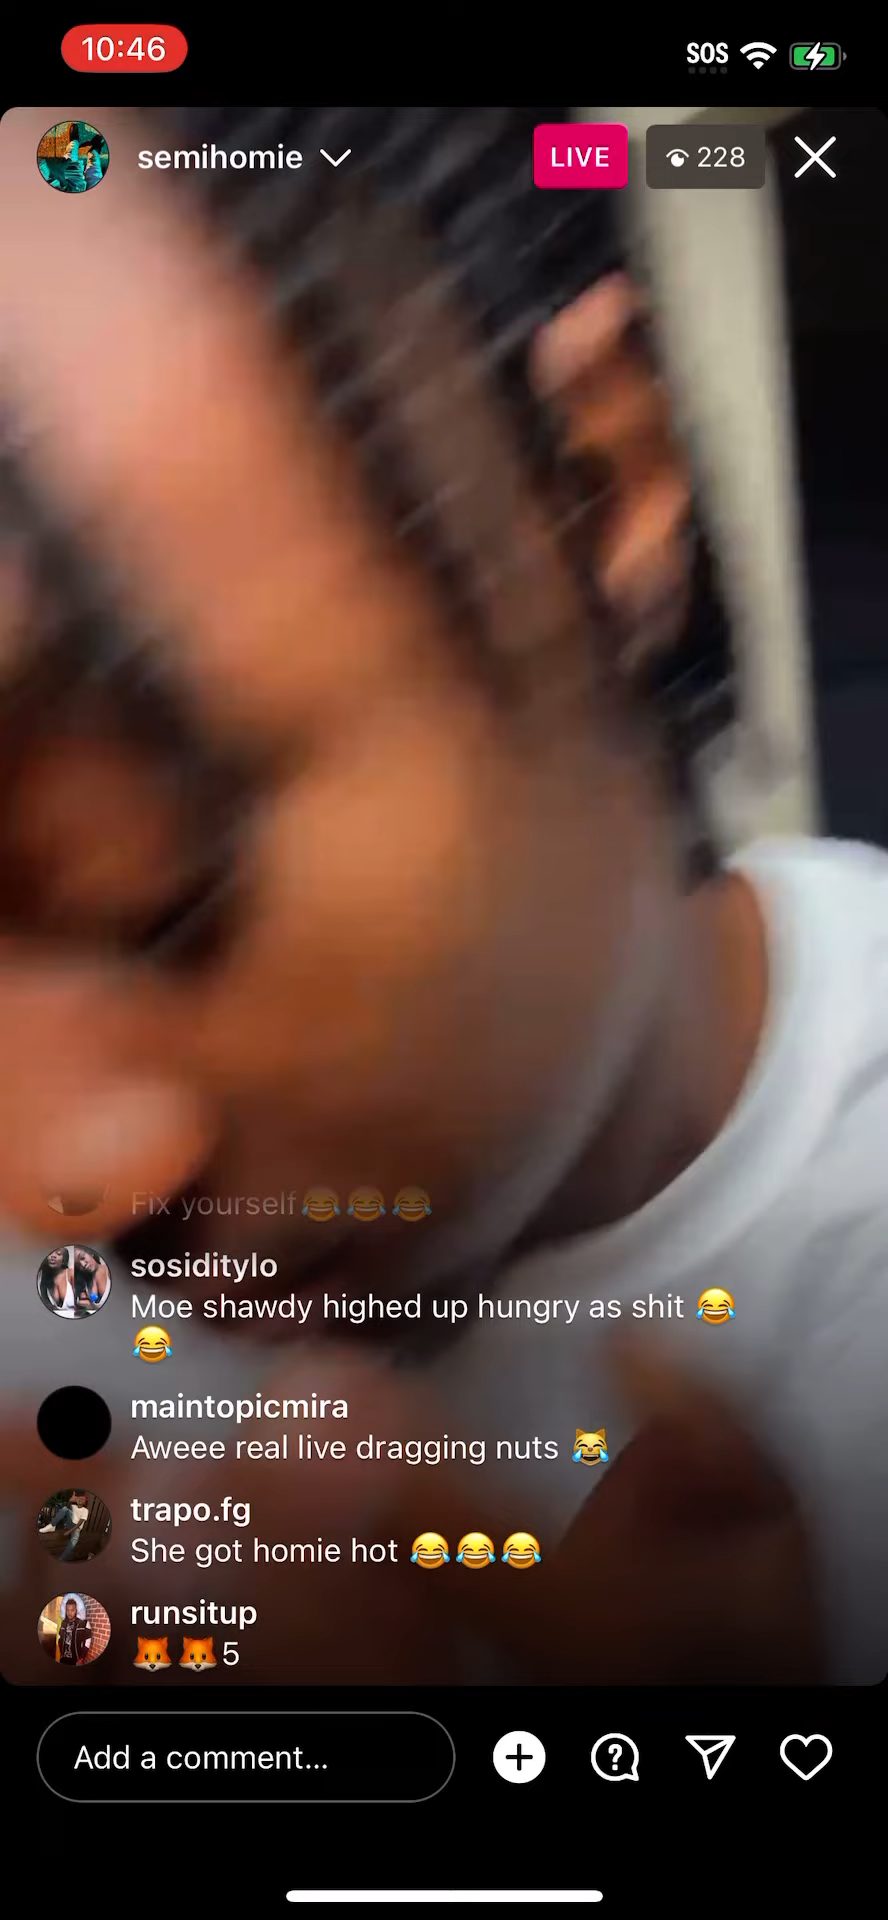 10:46
SOS
semihomie
LIVE
228
Fix yourself😂😂😂
sosiditylo
Moe shawdy highed up hungry as shit 😂
😂
maintopicmira
Aweee real live dragging nuts 😹
trapo.fg
She got homie hot 😂😂😂
runsitup
🦊🦊5
Add a comment...